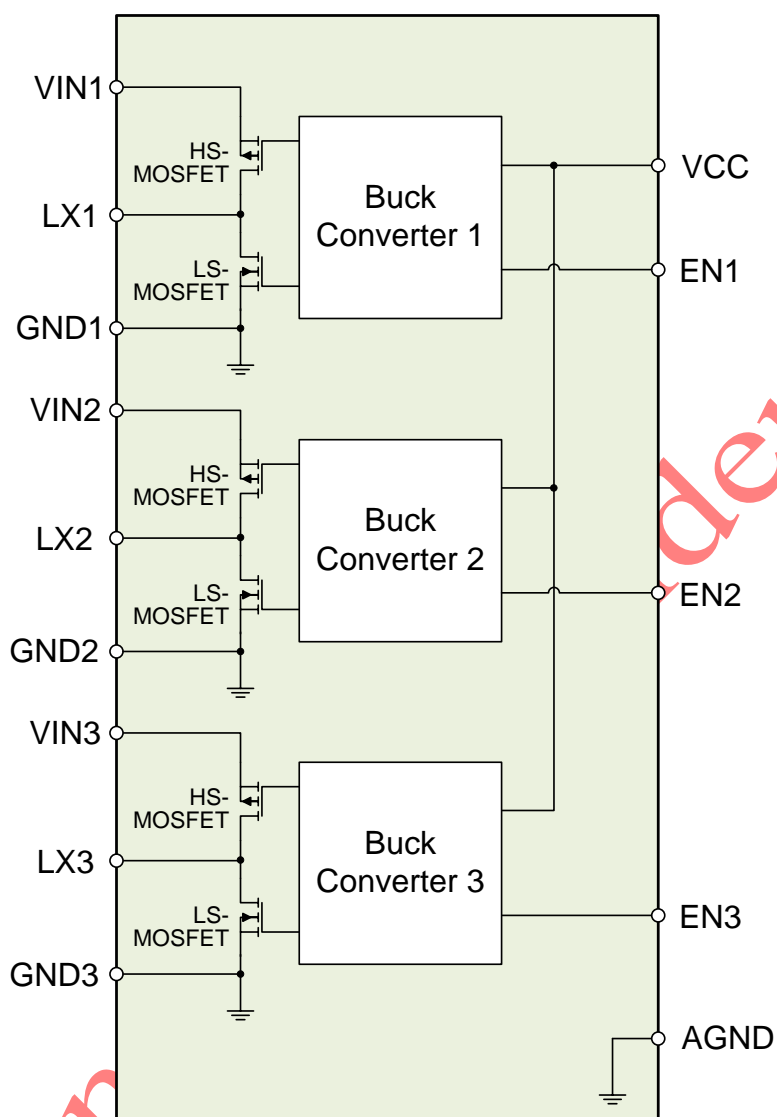 VIN1
HS-
MOSFET
Buck
Converter 1
VCC
LX1
LS-
MOSFET
EN1
GND1
VIN2
HS-
MOSFET
Buck
Converter 2
LX2
LS-
MOSFET
EN2
GND2
VIN3
HS-
MOSFET
Buck
Converter 3
LX3
LS-
MOSFET
EN3
GND3
AGND